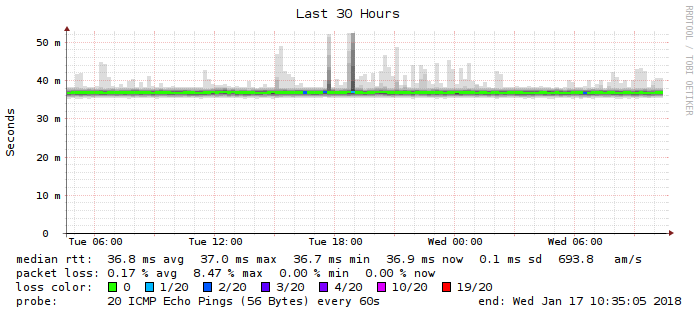 Last 30 Hours
RRDTOOL / TOBI OETIKER
Seconds
50 m
40 m
30 m
20 m
10 m
0
Tue 06:00 Tue 12:00 Tue 18:00 Wed 00:00 Wed 06:00
median rtt: 36.8 ms avg 37.0 ms max 36.7 ms min 36.9 ms now 0.1 ms sd 693.8 am/s
packet loss: 0.17 % avg 8.47 % max 0.00 % min 0.00 % now
loss color: 0 1/20 2/20 3/20 4/20 10/20 19/20
probe: 20 ICMP Echo Pings (56 Bytes) every 60s end: Wed Jan 17 10:35:05 2018